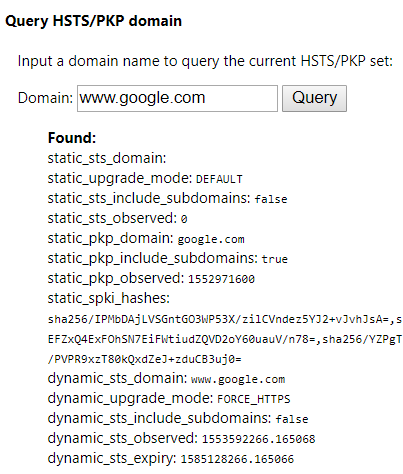 Query HSTS/PKP domain
Input a domain name to query the current HSTS/PKP set:
Domain: www.google.com Query
Found:
static_sts_domain:
static_upgrade_mode: DEFAULT
static_sts_include_subdomains: false
static_sts_observed: 0
static_pkp_domain: google.com
static_pkp_include_subdomains: true
static_pkp_observed: 1552971600
static_spki_hashes:
sha256/IPMbDAjLVSGntGO3WP53X/zilCVndez5YJ2+vJvhJsA=,s
EFZxQ4ExFOhSN7EiFWtiudZQVD2oY60uauV/n78=,sha256/YZPgT
/PVPR9xzT80kQxdZeJ+zduCB3uj0=
dynamic_sts_domain: www.google.com
dynamic_upgrade_mode: FORCE_HTTPS
dynamic_sts_include_subdomains: false
dynamic_sts_observed: 1553592266.165068
dynamic_sts_expiry: 1585128266.165066